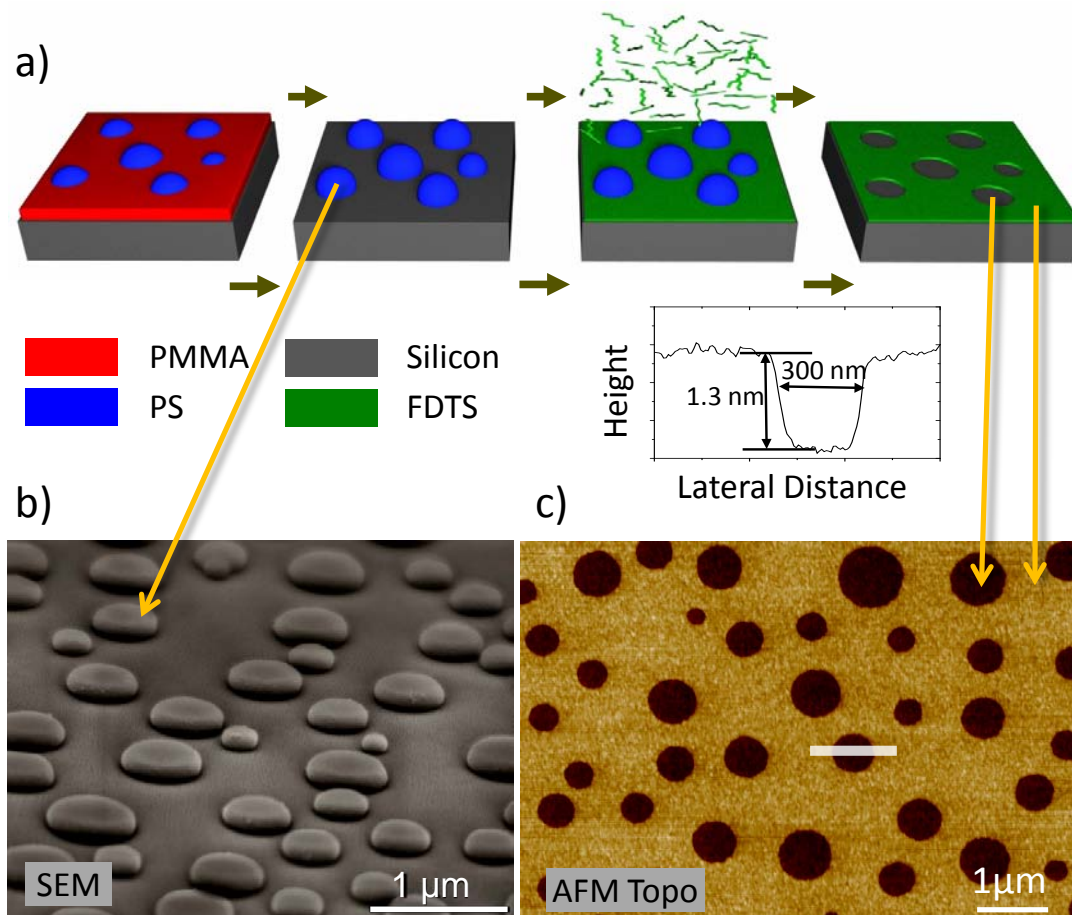 a)
PMMA
Silicon
PS
FDTS
Height
1.3 nm
300 nm
Lateral Distance
b)
c)
SEM
1 μm
AFM Topo
1μm